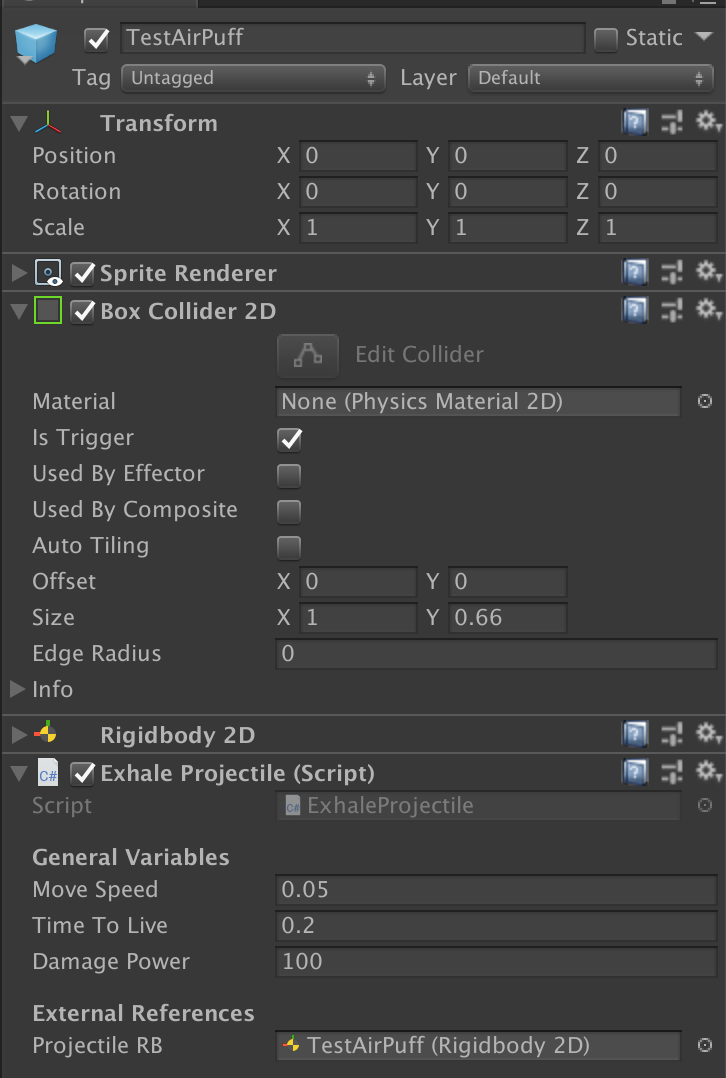 TestAirPuff Static
Tag Untagged Layer Default
Transform
Position X 0 Y 0 Z 0
Rotation X 0 Y 0 Z 0
Scale X 1 Y 1 Z 1
Sprite Renderer
Box Collider 2D
Edit Collider
Material None (Physics Material 2D)
Is Trigger
Used By Effector
Used By Composite
Auto Tiling
Offset X 0 Y 0
Size X 1 Y 0.66
Edge Radius 0
Info
Rigidbody 2D
C# Exhale Projectile (Script)
Script C# ExhaleProjectile
General Variables
Move Speed 0.05
Time To Live 0.2
Damage Power 100
External References
Projectile RB TestAirPuff (Rigidbody 2D)